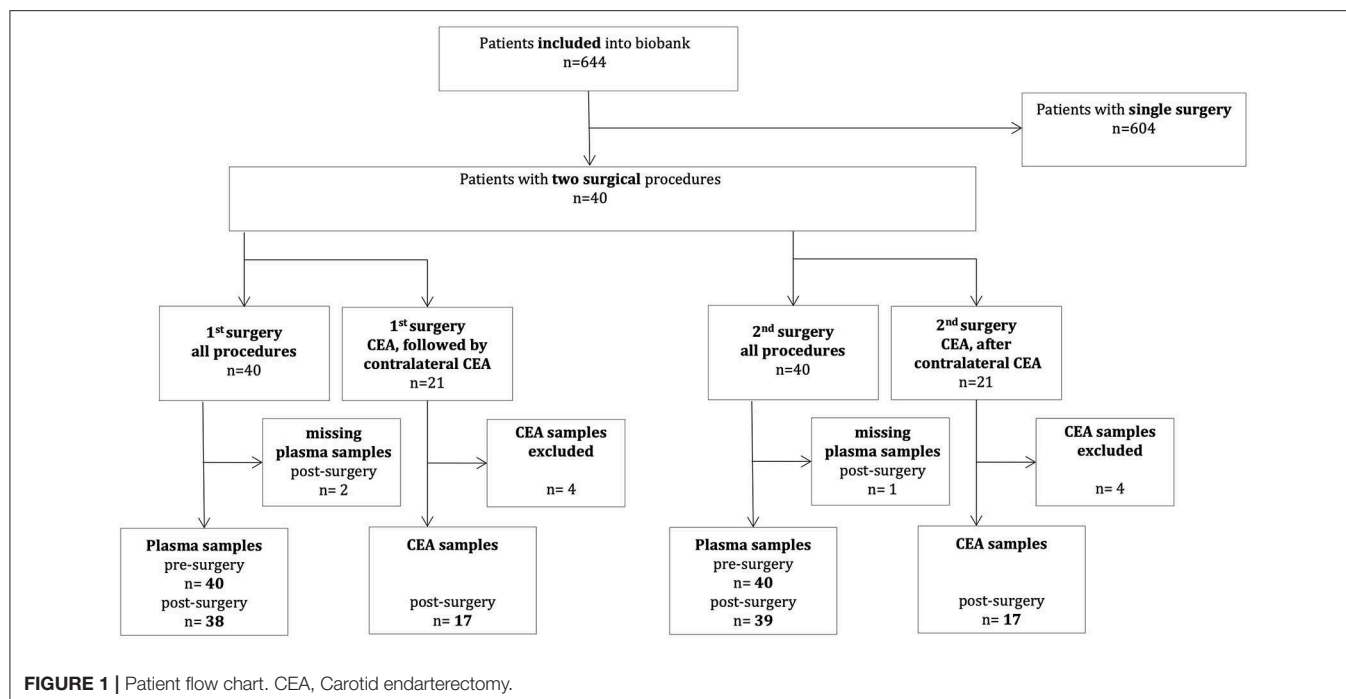 Patients included into biobank
n=644
Patients with single surgery
n=604
Patients with two surgical procedures
n=40
1st surgery
all procedures
n=40
1st surgery
CEA, followed by
contralateral CEA
n=21
2nd surgery
all procedures
n=40
2nd surgery
CEA, after
contralateral CEA
n=21
missing
plasma samples
post-surgery
n= 2
CEA samples
excluded
n= 4
missing
plasma samples
post-surgery
n= 1
CEA samples
excluded
n= 4
Plasma samples
pre-surgery
n= 40
post-surgery
n= 38
CEA samples
post-surgery
n= 17
Plasma samples
pre-surgery
n= 40
post-surgery
n= 39
CEA samples
post-surgery
n= 17
FIGURE 1 | Patient flow chart. CEA, Carotid endarterectomy.